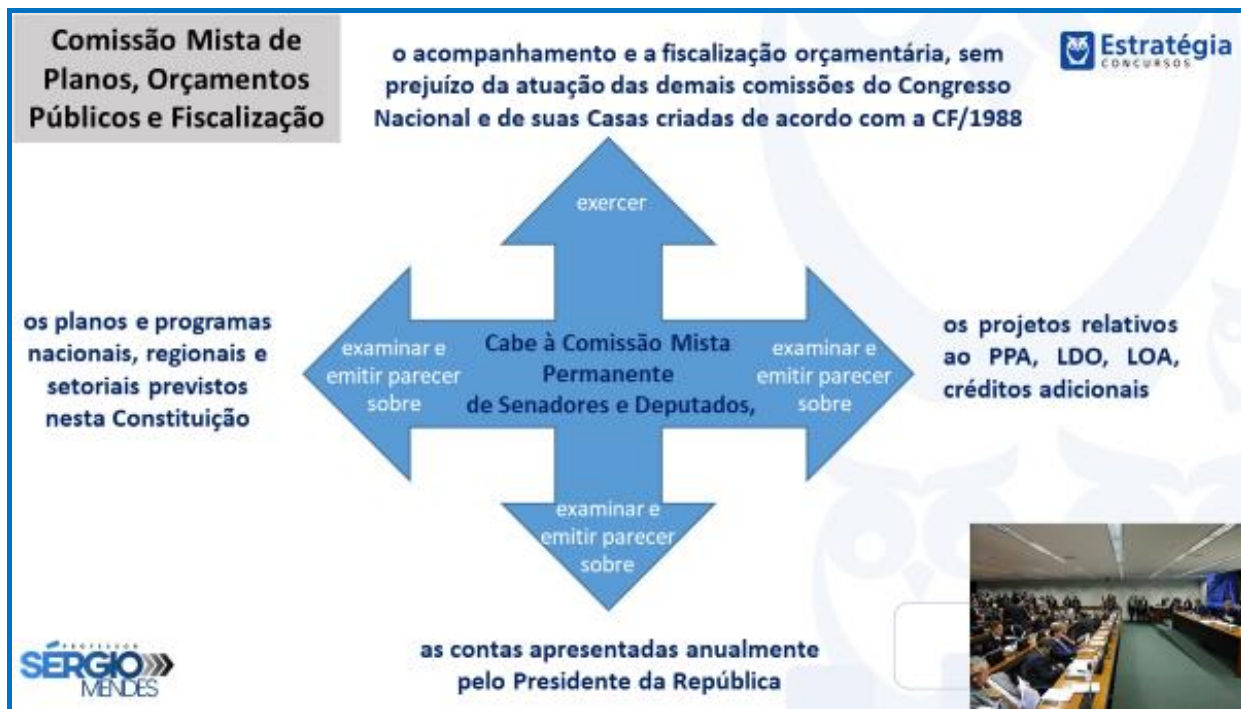 Comissão Mista de
Planos, Orçamentos
Públicos e Fiscalização
o acompanhamento e a fiscalização orçamentária, sem
prejuízo da atuação das demais comissões do Congresso
Nacional e de suas Casas criadas de acordo com a CF/1988
Estratégia
CONCURSOS
exercer
os planos e programas
nacionais, regionais e
setoriais previstos
nesta Constituição
examinar e
emitir parecer
sobre
Cabe à Comissão Mista
Permanente
de Senadores e Deputados,
examinar e
emitir parecer
sobre
os projetos relativos
ao PPA, LDO, LOA,
créditos adicionais
examinar e
emitir parecer
sobre
as contas apresentadas anualmente
pelo Presidente da República
PROFESSOR
SÉRGIO
MENDES